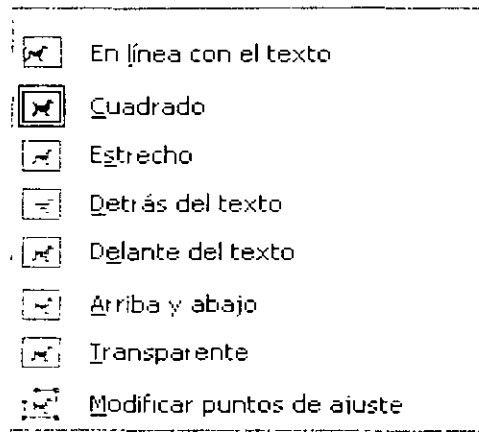 En línea con el texto
Cuadrado
Estrecho
Detrás del texto
Delante del texto
Arriba y abajo
Transparente
Modificar puntos de ajuste